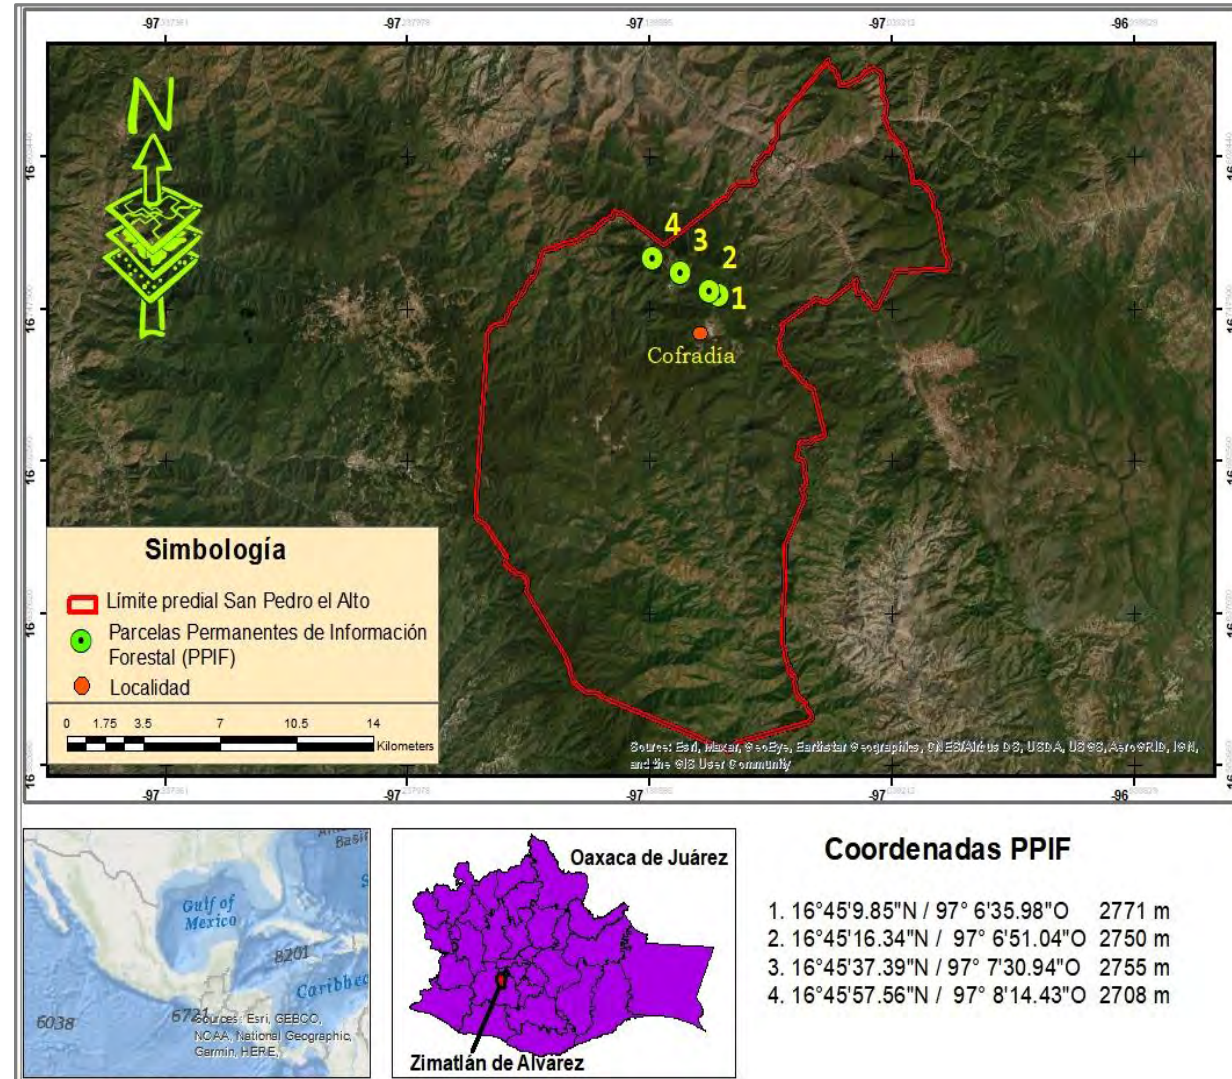 -97
-97
-97
-97
-96
N
4
3
2
1
Cofradía
16
16
16
16
Simbología
Límite predial San Pedro el Alto
Parcelas Permanentes de Información
Forestal (PPIF)
Localidad
0 1.75 3.5 7 10.5 14
Kilometers
Source: Esri, Maxar, GeoEye, Earthstar Geographics, CNES/Airbus DS, USDA, USGS, AeroGRID, IGN,
and the GIS User Community
-97
-97
-97
-97
-96
Gulf of
Mexico
8201
Caribbea
6038
6721
Sources: Esri, GEBCO,
NCAA, National Geographic,
Garmin, HERE,
Oaxaca de Juárez
Zimatlán de Alvárez
Coordenadas PPIF
1. 16°45'9.85"N / 97° 6'35.98"O 2771 m
2. 16°45'16.34"N / 97° 6'51.04"O 2750 m
3. 16°45'37.39"N / 97° 7'30.94"O 2755 m
4. 16°45'57.56"N / 97° 8'14.43"O 2708 m